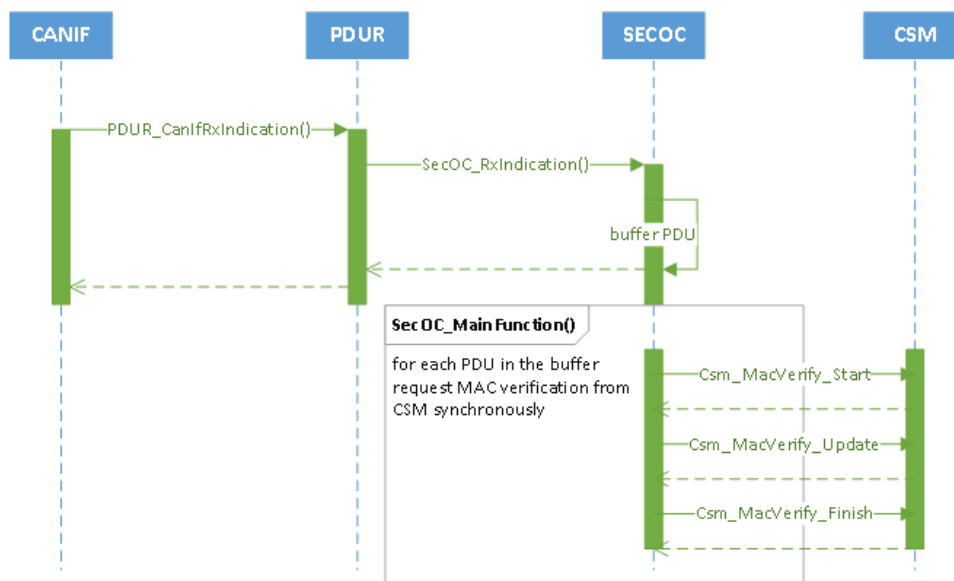 CANIF
PDUR
SECOC
CSM
PDUR_CanIfRxIndication()
SecOC_RxIndication()
buffer PDU
SecOC_MainFunction()
for each PDU in the buffer
request MAC verification from
CSM synchronously
Csm_MacVerify_Start
Csm_MacVerify_Update
Csm_MacVerify_Finish